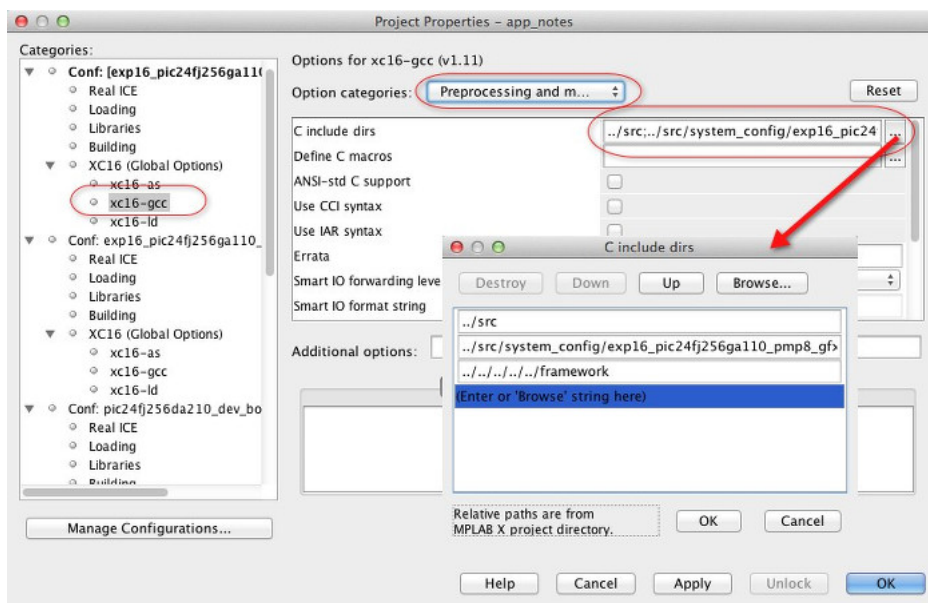 Project Properties – app_notes
Categories:
Conf: [exp16_pic24fj256ga11
Real ICE
Loading
Libraries
Building
XC16 (Global Options)
xc16-as
xc16-gcc
xc16-ld
Conf: exp16_pic24fj256ga110_
Real ICE
Loading
Libraries
Building
XC16 (Global Options)
xc16-as
xc16-gcc
xc16-ld
Conf: pic24fj256da210_dev_bo
Real ICE
Loading
Libraries
Building
Manage Configurations...
Options for xc16-gcc (v1.11)
Option categories: Preprocessing and m... Reset
C include dirs ../src;../src/system_config/exp16_pic24 ...
Define C macros ...
ANSI-std C support
Use CCI syntax
Use IAR syntax
Errata
Smart IO forwarding leve
Smart IO format string
Additional options:
C include dirs
Destroy Down Up Browse...
../src
../src/system_config/exp16_pic24fj256ga110_pmp8_gfx
../../../../../framework
(Enter or 'Browse' string here)
Relative paths are from
MPLAB X project directory.
OK Cancel
Help Cancel Apply Unlock OK